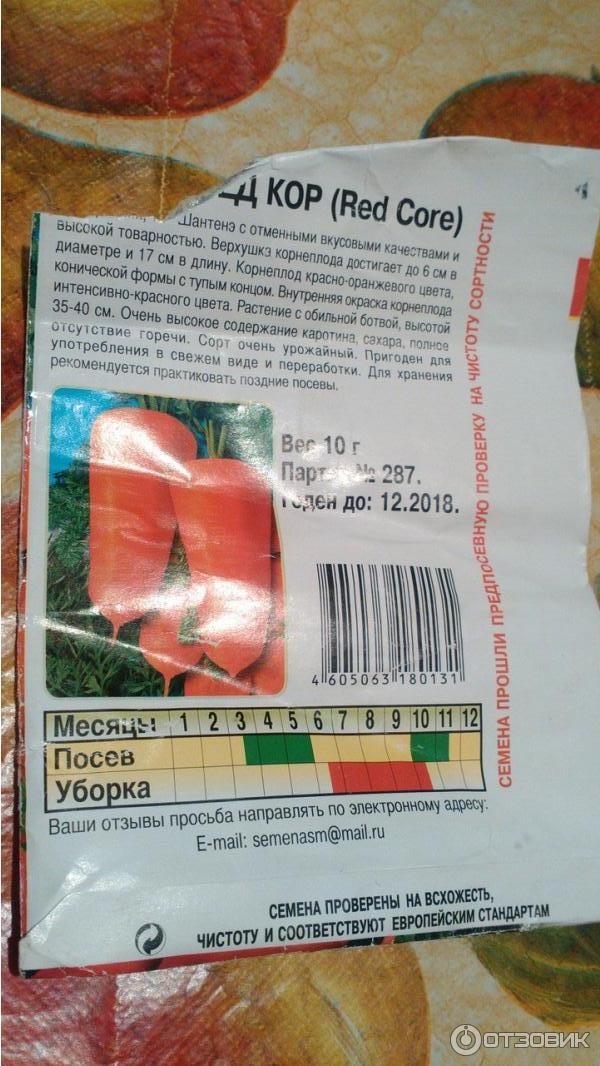 КОР (Red Core)
Шантенэ с отменными вкусовыми качествами и
высокой товарностью. Верхушка корнеплода достигает до 6 см в
диаметре и 17 см в длину. Корнеплод красно-оранжевого цвета,
конической формы с тупым концом. Внутренняя окраска корнеплода
интенсивно-красного цвета. Растение с обильной ботвой, высотой
35-40 см. Очень высокое содержание каротина, сахара, полное
отсутствие горечи. Сорт очень урожайный. Пригоден для
употребления в свежем виде и переработки. Для хранения
рекомендуется практиковать поздние посевы.
Вес 10 г
Партия № 287.
Годен до: 12.2018.
4 605063 180131
Месяцы 1 2 3 4 5 6 7 8 9 10 11 12
Посев
Уборка
Ваши отзывы просьба направлять по электронному адресу:
E-mail: semenasm@mail.ru
СЕМЕНА ПРОВЕРЕНЫ НА ВСХОЖЕСТЬ,
ЧИСТОТУ И СООТВЕТСТВУЮТ ЕВРОПЕЙСКИМ СТАНДАРТАМ
СЕМЕНА ПРОШЛИ ПРЕДПОСЕВНУЮ ПРОВЕРКУ НА ЧИСТОТУ СОРТНОСТИ
ОТЗОВИК